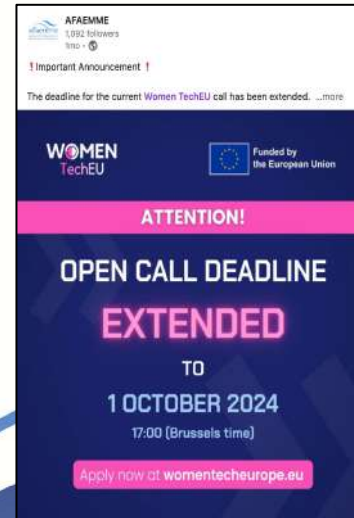 AFAEMME
1,092 followers
1mo •
❗Important Announcement ❗
The deadline for the current Women TechEU call has been extended. ...more
WOMEN
TechEU
Funded by
the European Union
ATTENTION!
OPEN CALL DEADLINE
EXTENDED
TO
1 OCTOBER 2024
17:00 (Brussels time)
Apply now at womentecheurope.eu